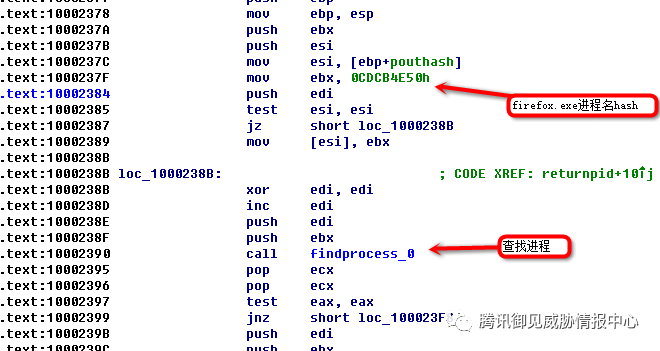 .text:10002378 mov ebp, esp
.text:1000237A push ebx
.text:1000237B push esi
.text:1000237C mov esi, [ebp+pouthash]
.text:1000237F mov ebx, 0CDCB4E50h
.text:10002384 push edi
firefox.exe进程名hash
.text:10002385 test esi, esi
.text:10002387 jz short loc_1000238B
.text:10002389 mov [esi], ebx
.text:1000238B
.text:1000238B loc_1000238B: ; CODE XREF: returnpid+10↑j
.text:1000238B xor edi, edi
.text:1000238D inc edi
.text:1000238E push edi
.text:1000238F push ebx
查找进程
.text:10002390 call findprocess_0
.text:10002395 pop ecx
.text:10002396 pop ecx
.text:10002397 test eax, eax
.text:10002399 jnz short loc_100023F
腾讯御见威胁情报中心
.text:1000239B push edi
.text:1000239C push ebx